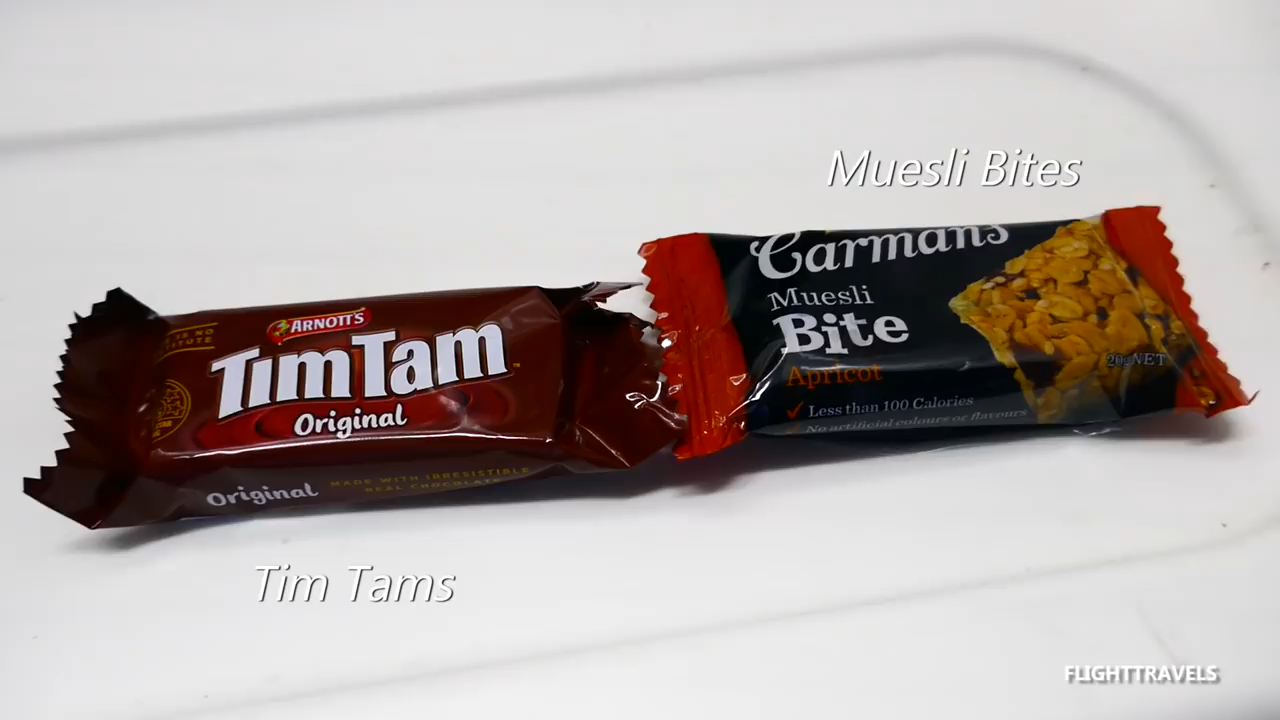 Muesli Bites
Carman's
Muesli
Bite
Apricot
20g NET
✓ Less than 100 Calories
No artificial colours or flavours
ARNOTT'S
TimTam
Original
Original
MADE WITH IRRESISTIBLE
REAL CHOCOLATE
Tim Tams
FLIGHTTRAVELS